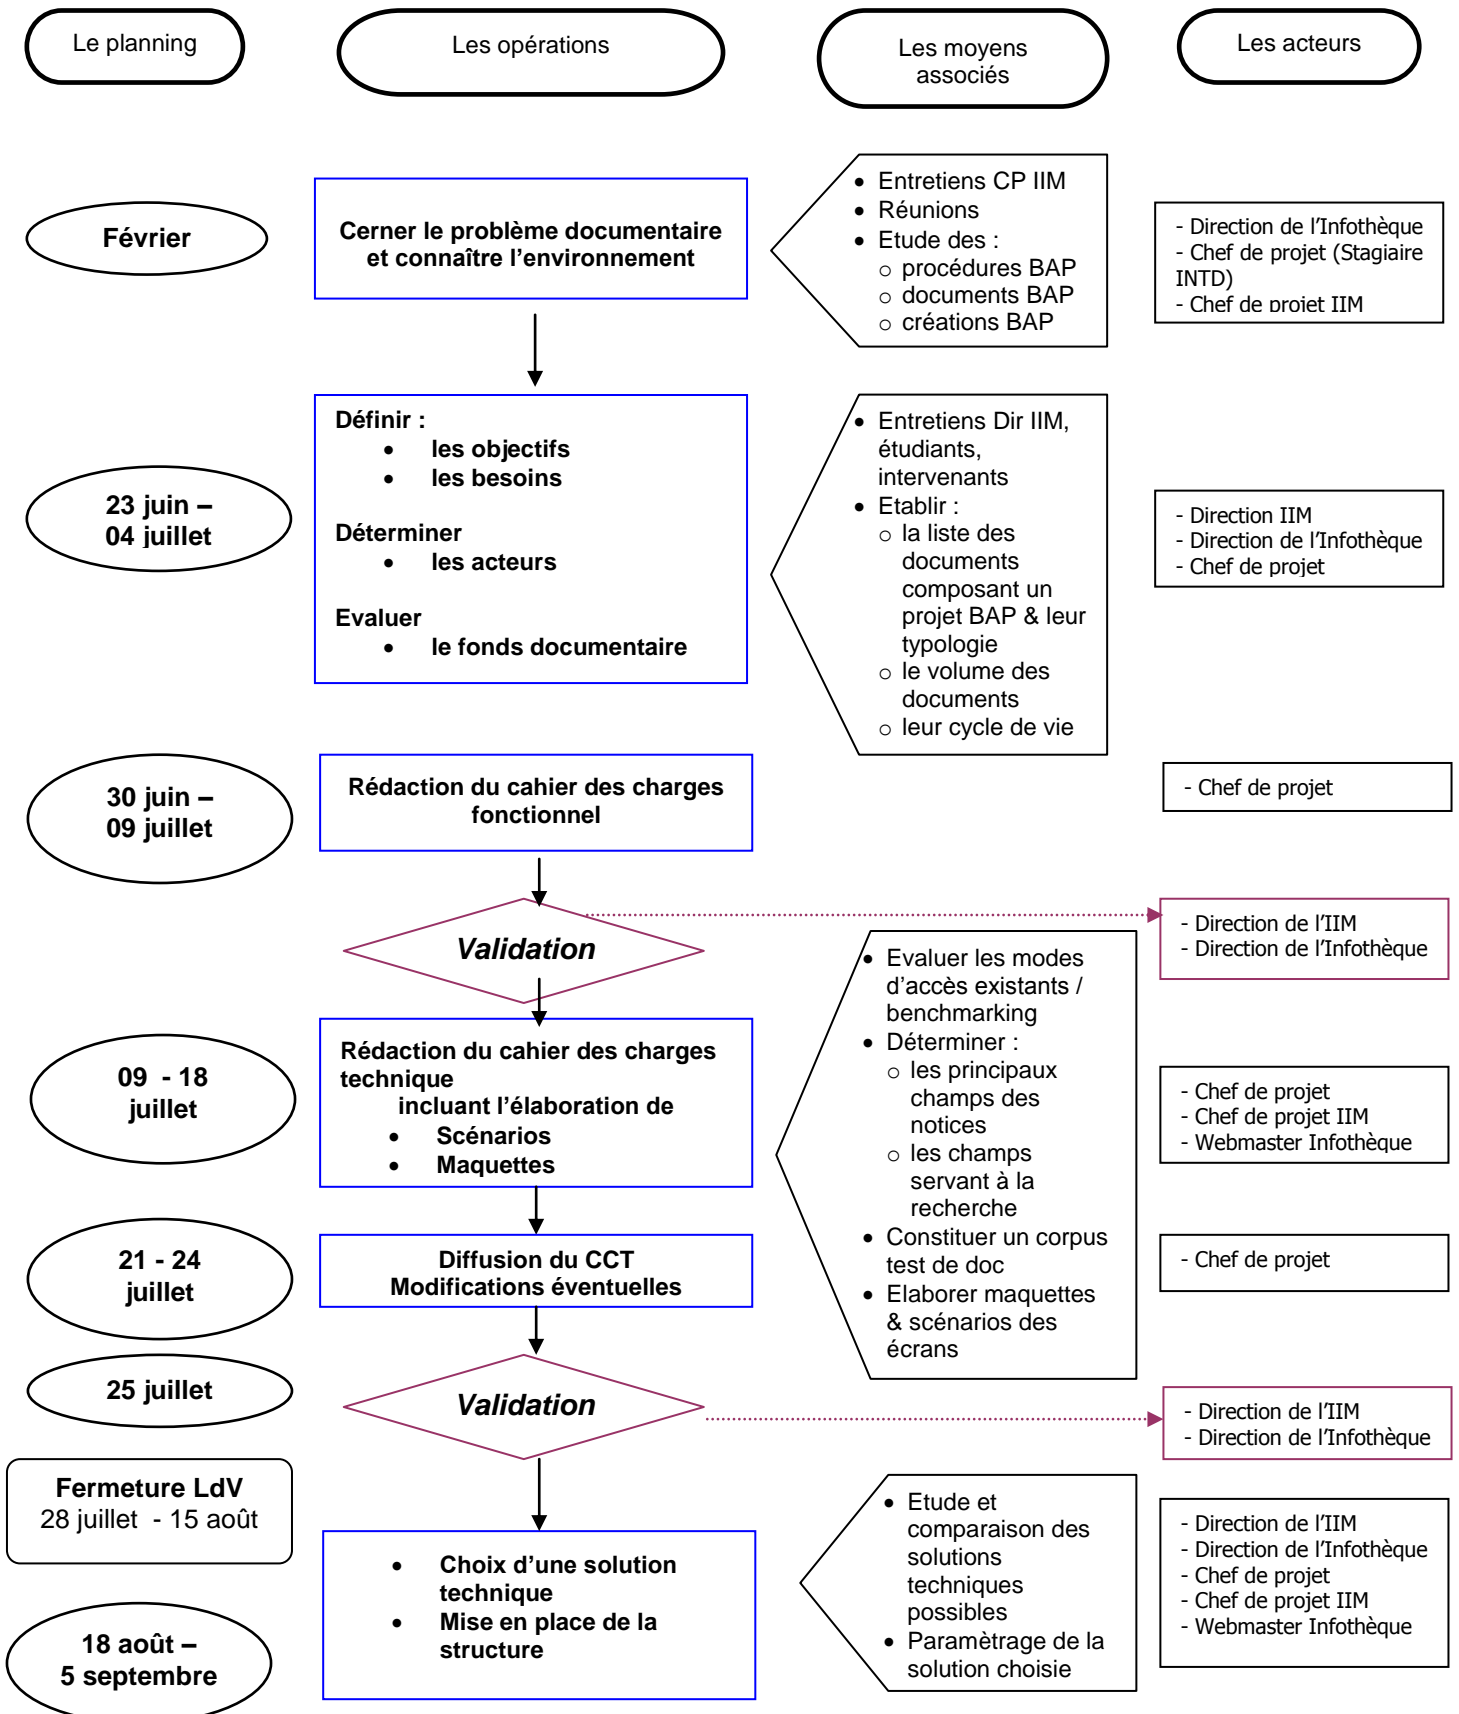 Le planning
Les opérations
Les moyens
associés
Les acteurs
Février
Cerner le problème documentaire
et connaître l'environnement
• Entretiens CP IIM
• Réunions
• Etude des :
o procédures BAP
o documents BAP
o créations BAP
- Direction de l'Infothèque
- Chef de projet (Stagiaire
INTD)
- Chef de projet IIM
23 juin –
04 juillet
Définir :
• les objectifs
• les besoins
Déterminer
• les acteurs
Evaluer
• le fonds documentaire
• Entretiens Dir IIM,
étudiants,
intervenants
• Etablir :
o la liste des
documents
composant un
projet BAP & leur
typologie
o le volume des
documents
o leur cycle de vie
- Direction IIM
- Direction de l'Infothèque
- Chef de projet
30 juin –
09 juillet
Rédaction du cahier des charges
fonctionnel
- Chef de projet
Validation
- Direction de l'IIM
- Direction de l'Infothèque
09 - 18
juillet
Rédaction du cahier des charges
technique
incluant l'élaboration de
• Scénarios
• Maquettes
• Evaluer les modes
d'accès existants /
benchmarking
• Déterminer :
o les principaux
champs des
notices
o les champs
servant à la
recherche
• Constituer un corpus
test de doc
• Elaborer maquettes
& scénarios des
écrans
- Chef de projet
- Chef de projet IIM
- Webmaster Infothèque
21 - 24
juillet
Diffusion du CCT
Modifications éventuelles
- Chef de projet
25 juillet
Validation
- Direction de l'IIM
- Direction de l'Infothèque
Fermeture LdV
28 juillet - 15 août
18 août –
5 septembre
• Choix d'une solution
technique
• Mise en place de la
structure
• Etude et
comparaison des
solutions
techniques
possibles
• Paramètrage de la
solution choisie
- Direction de l'IIM
- Direction de l'Infothèque
- Chef de projet
- Chef de projet IIM
- Webmaster Infothèque